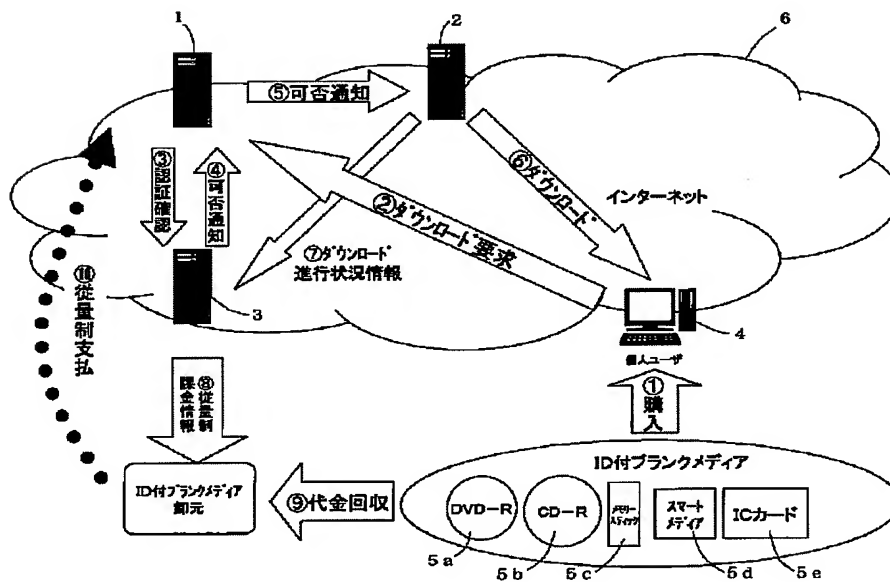 1
2
6
⑤可否通知
③認証確認
④可否通知
⑥ダウンロード
インターネット
②ダウンロード要求
⑦ダウンロード
進行状況情報
3
4
個人ユーザ
⑩従量制支払
⑧従量制
課金情報
①購入
ID付ブランクメディア
ID付ブランクメディア
卸元
⑨代金回収
DVD-R
CD-R
メモリー
スティック
スマート
メディア
ICカード
5a
5b
5c
5d
5e